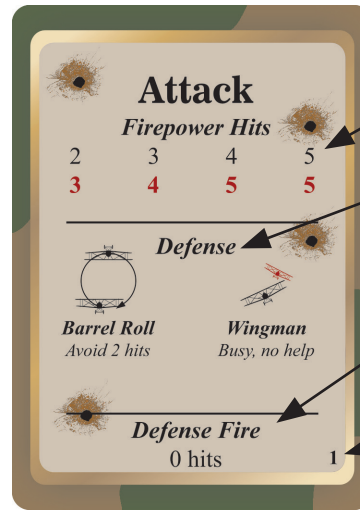 Attack
Firepower Hits
2 3 4 5
3 4 5 5
Defense
Barrel Roll Wingman
Avoid 2 hits Busy, no help
Defense Fire
0 hits 1